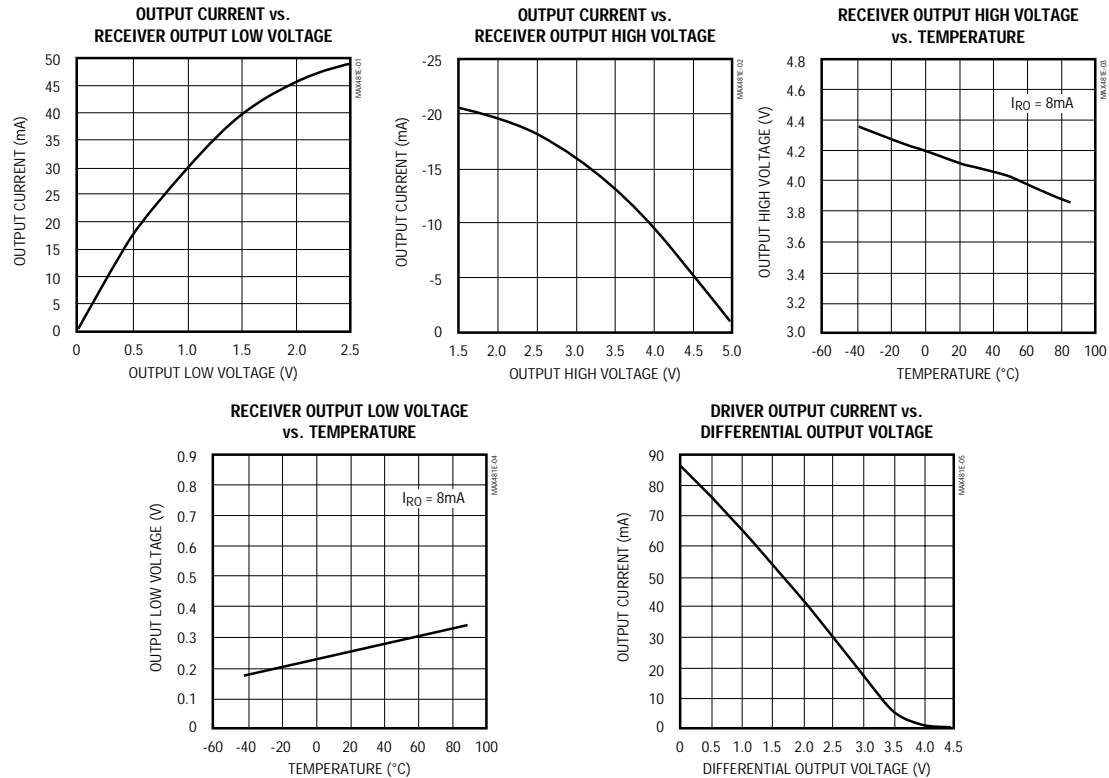 OUTPUT CURRENT vs.
RECEIVER OUTPUT LOW VOLTAGE
50
45
40
35
30
25
20
15
10
5
0
OUTPUT CURRENT (mA)
0 0.5 1.0 1.5 2.0 2.5
OUTPUT LOW VOLTAGE (V)
MAX481E-01
OUTPUT CURRENT vs.
RECEIVER OUTPUT HIGH VOLTAGE
-25
-20
-15
-10
-5
0
OUTPUT CURRENT (mA)
1.5 2.0 2.5 3.0 3.5 4.0 4.5 5.0
OUTPUT HIGH VOLTAGE (V)
MAX481E-02
RECEIVER OUTPUT HIGH VOLTAGE
vs. TEMPERATURE
4.8
4.6
4.4
4.2
4.0
3.8
3.6
3.4
3.2
3.0
OUTPUT HIGH VOLTAGE (V)
IRO = 8mA
-60 -40 -20 0 20 40 60 80 100
TEMPERATURE (°C)
MAX481E-03
RECEIVER OUTPUT LOW VOLTAGE
vs. TEMPERATURE
0.9
0.8
0.7
0.6
0.5
0.4
0.3
0.2
0.1
0
OUTPUT LOW VOLTAGE (V)
IRO = 8mA
-60 -40 -20 0 20 40 60 80 100
TEMPERATURE (°C)
MAX481E-04
DRIVER OUTPUT CURRENT vs.
DIFFERENTIAL OUTPUT VOLTAGE
90
80
70
60
50
40
30
20
10
0
OUTPUT CURRENT (mA)
0 0.5 1.0 1.5 2.0 2.5 3.0 3.5 4.0 4.5
DIFFERENTIAL OUTPUT VOLTAGE (V)
MAX481E-05